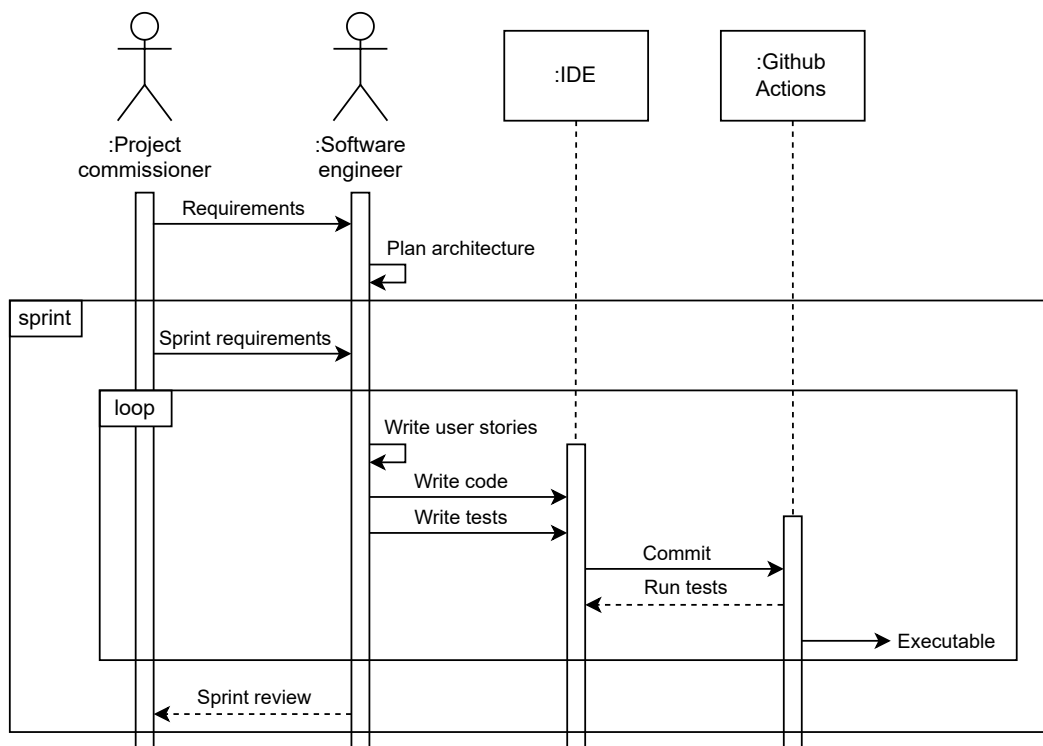 :Project
commissioner
:Software
engineer
:IDE
:Github
Actions
Requirements
Plan architecture
sprint
Sprint requirements
loop
Write user stories
Write code
Write tests
Commit
Run tests
Executable
Sprint review